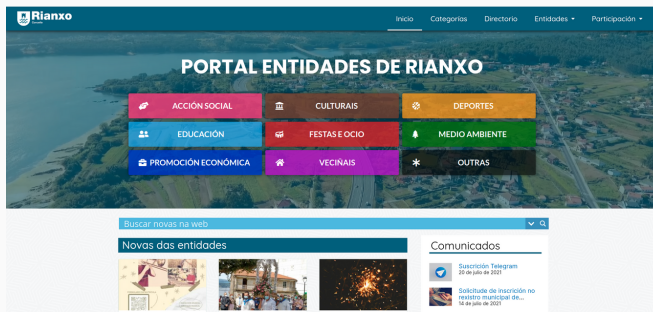 Rianxo
Inicio Categorías Directorio Entidades Participación
PORTAL ENTIDADES DE RIANXO
ACCIÓN SOCIAL CULTURAIS DEPORTES
EDUCACIÓN FESTAS E OCIO MEDIO AMBIENTE
PROMOCIÓN ECONÓMICA VECIÑAIS OUTRAS
Buscar novas na web
Novas das entidades
Comunicados
Suscrición Telegram
20 de julio de 2021
Solicitude de inscrición no
rexistro municipal de...
14 de julio de 2021